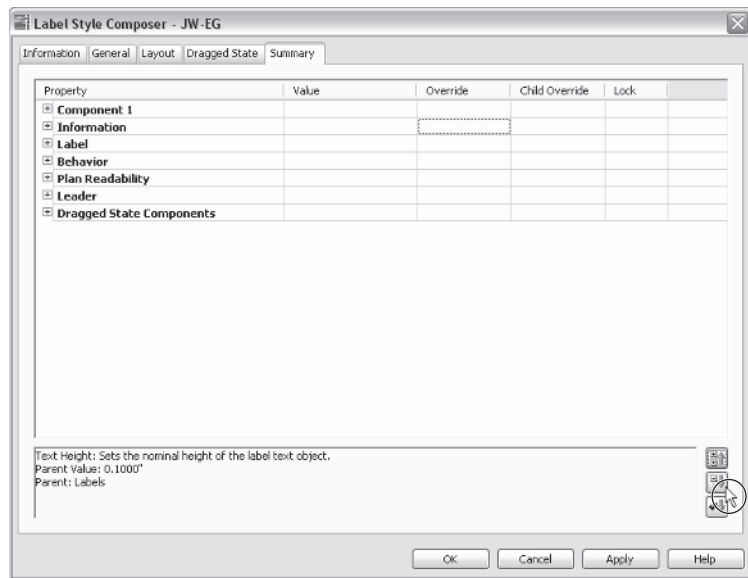 Label Style Composer - JW-EG
Information General Layout Dragged State Summary
Property Value Override Child Override Lock
Component 1
Information
Label
Behavior
Plan Readability
Leader
Dragged State Components
Text Height: Sets the nominal height of the label text object.
Parent Value: 0.1000"
Parent: Labels
OK Cancel Apply Help